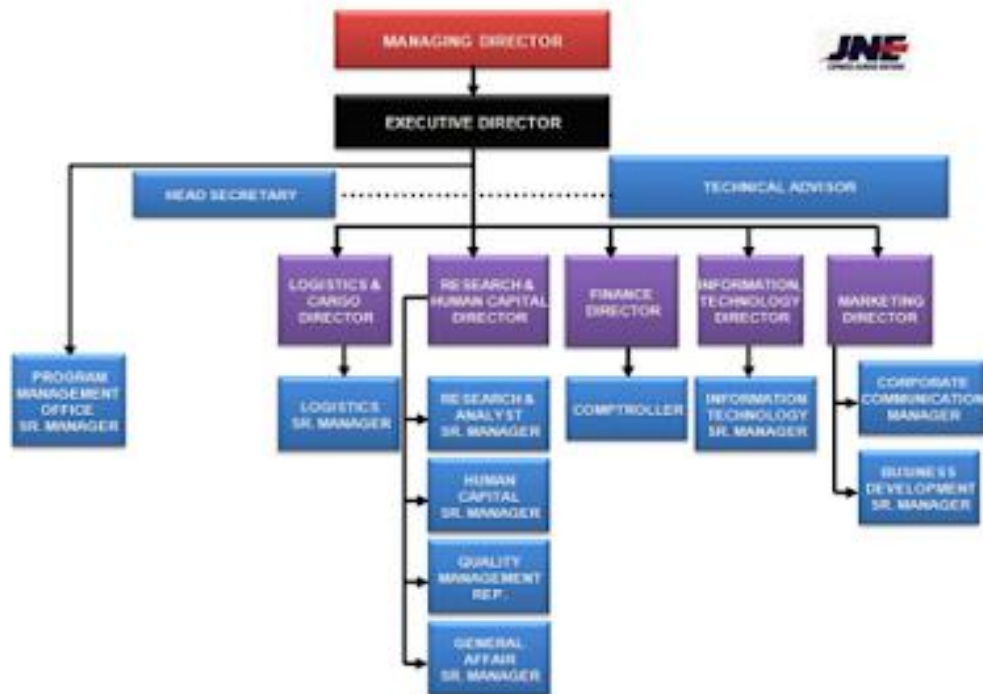 MANAGING DIRECTOR
JNE
EXECUTIVE DIRECTOR
HEAD SECRETARY
TECHNICAL ADVISOR
LOGISTICS &
CARGO
DIRECTOR
RESEARCH &
HUMAN CAPITAL
DIRECTOR
FINANCE
DIRECTOR
INFORMATION
TECHNOLOGY
DIRECTOR
MARKETING
DIRECTOR
PROGRAM
MANAGEMENT
OFFICE
SR. MANAGER
LOGISTICS
SR. MANAGER
RESEARCH &
ANALYST
SR. MANAGER
COMPTROLLER
INFORMATION
TECHNOLOGY
SR. MANAGER
CORPORATE
COMMUNICATION
MANAGER
HUMAN
CAPITAL
SR. MANAGER
BUSINESS
DEVELOPMENT
SR. MANAGER
QUALITY
MANAGEMENT
REP.
GENERAL
AFFAIR
SR. MANAGER